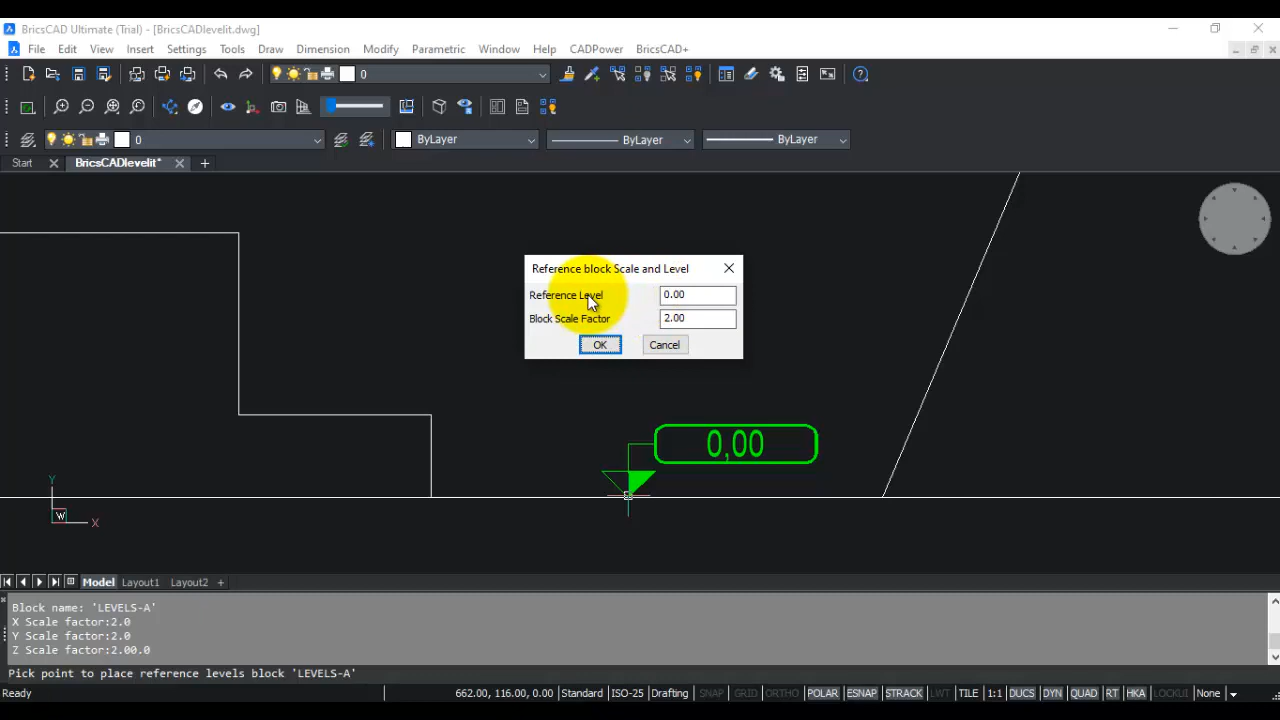 BricsCAD Ultimate (Trial) - [BricsCADlevelit.dwg]
File Edit View Insert Settings Tools Draw Dimension Modify Parametric Window Help CADPower BricsCAD+
0
0 ByLayer ByLayer ByLayer
Start BricsCADlevelit* +
Reference block Scale and Level
Reference Level 0.00
Block Scale Factor 2.00
OK Cancel
0,00
Y
W X
Model Layout1 Layout2 +
Block name: 'LEVELS-A'
X Scale factor:2.0
Y Scale factor:2.0
Z Scale factor:2.00.0
Pick point to place reference levels block 'LEVELS-A'
Ready 662.00, 116.00, 0.00 Standard ISO-25 Drafting SNAP GRID ORTHO POLAR ESNAP STRACK LWT TILE 1:1 DUCS DYN QUAD RT HKA LOCKUI None